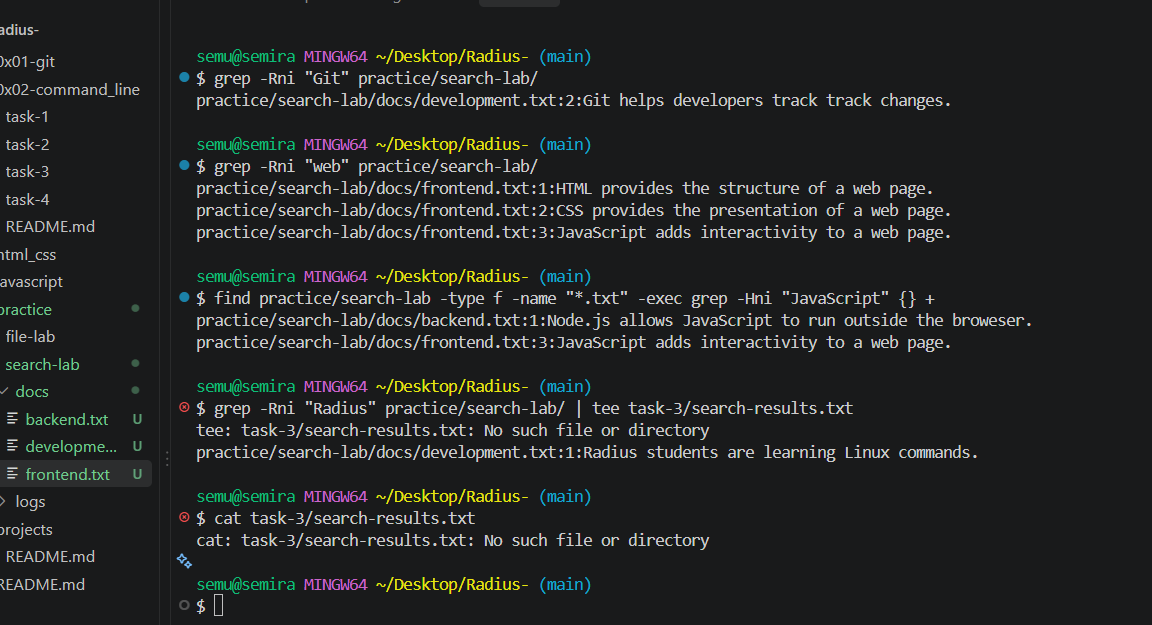 adius-
0x01-git
0x02-command_line
task-1
task-2
task-3
task-4
README.md
html_css
avascript
practice
file-lab
search-lab
docs
backend.txt U
developme... U
frontend.txt U
logs
projects
README.md
README.md
semu@semira MINGW64 ~/Desktop/Radius- (main)
$ grep -Rni "Git" practice/search-lab/
practice/search-lab/docs/development.txt:2:Git helps developers track track changes.
semu@semira MINGW64 ~/Desktop/Radius- (main)
$ grep -Rni "web" practice/search-lab/
practice/search-lab/docs/frontend.txt:1:HTML provides the structure of a web page.
practice/search-lab/docs/frontend.txt:2:CSS provides the presentation of a web page.
practice/search-lab/docs/frontend.txt:3:JavaScript adds interactivity to a web page.
semu@semira MINGW64 ~/Desktop/Radius- (main)
$ find practice/search-lab -type f -name "*.txt" -exec grep -Hni "JavaScript" {} +
practice/search-lab/docs/backend.txt:1:Node.js allows JavaScript to run outside the broweser.
practice/search-lab/docs/frontend.txt:3:JavaScript adds interactivity to a web page.
semu@semira MINGW64 ~/Desktop/Radius- (main)
$ grep -Rni "Radius" practice/search-lab/ | tee task-3/search-results.txt
tee: task-3/search-results.txt: No such file or directory
practice/search-lab/docs/development.txt:1:Radius students are learning Linux commands.
semu@semira MINGW64 ~/Desktop/Radius- (main)
$ cat task-3/search-results.txt
cat: task-3/search-results.txt: No such file or directory
semu@semira MINGW64 ~/Desktop/Radius- (main)
$